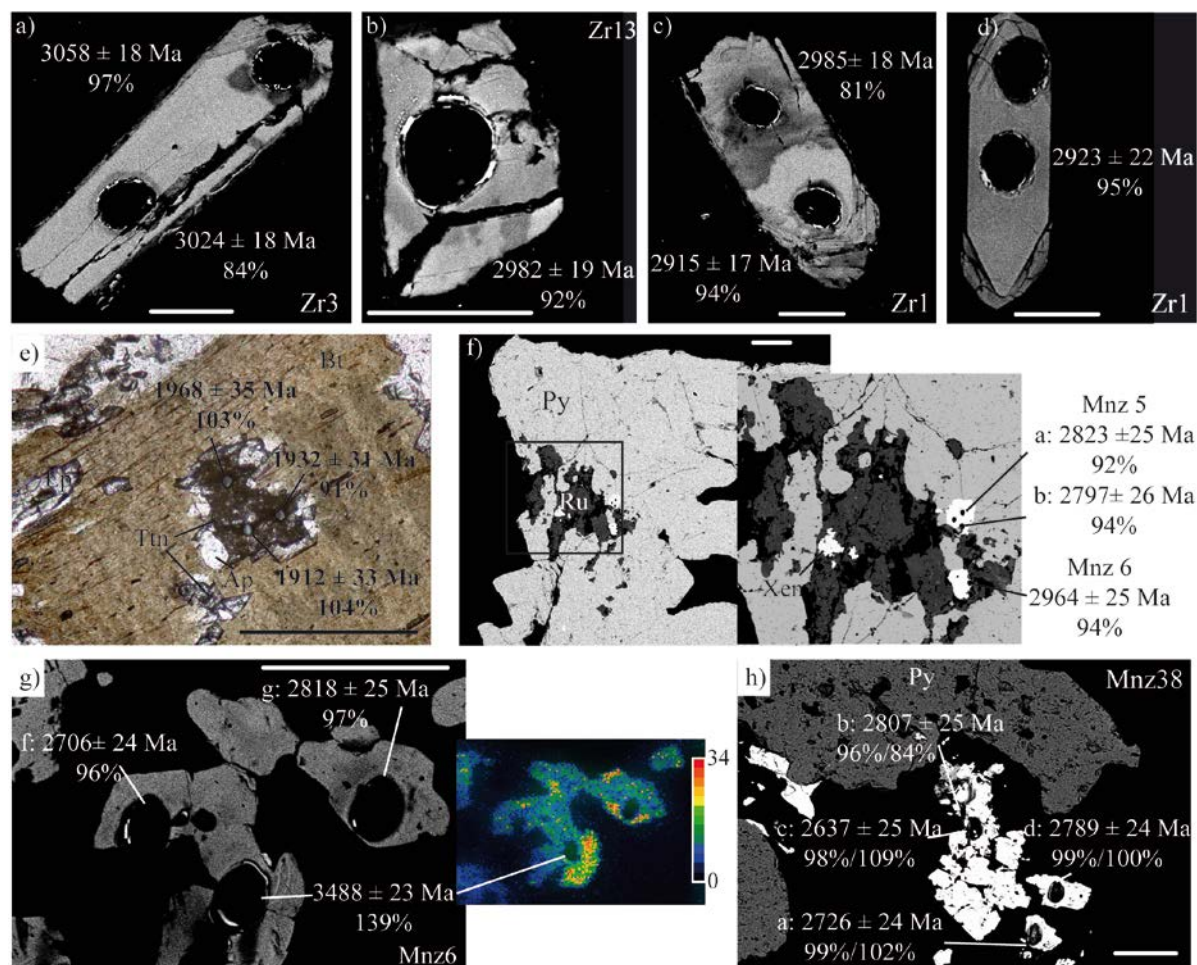 a)
3058 ± 18 Ma
97%
3024 ± 18 Ma
84%
Zr3
b)
Zr13
2982 ± 19 Ma
92%
c)
2985± 18 Ma
81%
2915 ± 17 Ma
94%
Zr1
d)
2923 ± 22 Ma
95%
Zr1
e)
Bt
1968 ± 35 Ma
103%
1932 ± 31 Ma
91%
Ep
Ttn
Ap
1912 ± 33 Ma
104%
f)
Py
Ru
Xen
Mnz 5
a: 2823 ±25 Ma
92%
b: 2797± 26 Ma
94%
Mnz 6
2964 ± 25 Ma
94%
g)
g: 2818 ± 25 Ma
97%
f: 2706± 24 Ma
96%
3488 ± 23 Ma
139%
Mnz6
34
0
h)
Py
Mnz38
b: 2807 ± 25 Ma
96%/84%
c: 2637 ± 25 Ma
98%/109%
d: 2789 ± 24 Ma
99%/100%
a: 2726 ± 24 Ma
99%/102%